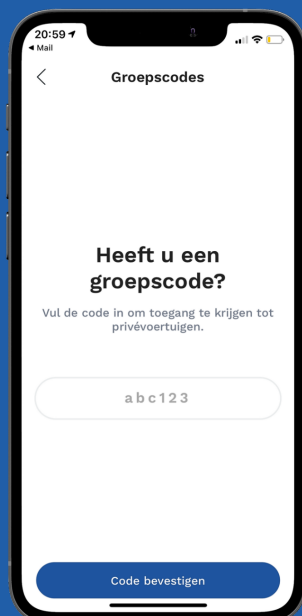 20:59
◀ Mail
Groepscodes
Heeft u een
groepscode?
Vul de code in om toegang te krijgen tot
privévoertuigen.
abc123
Code bevestigen